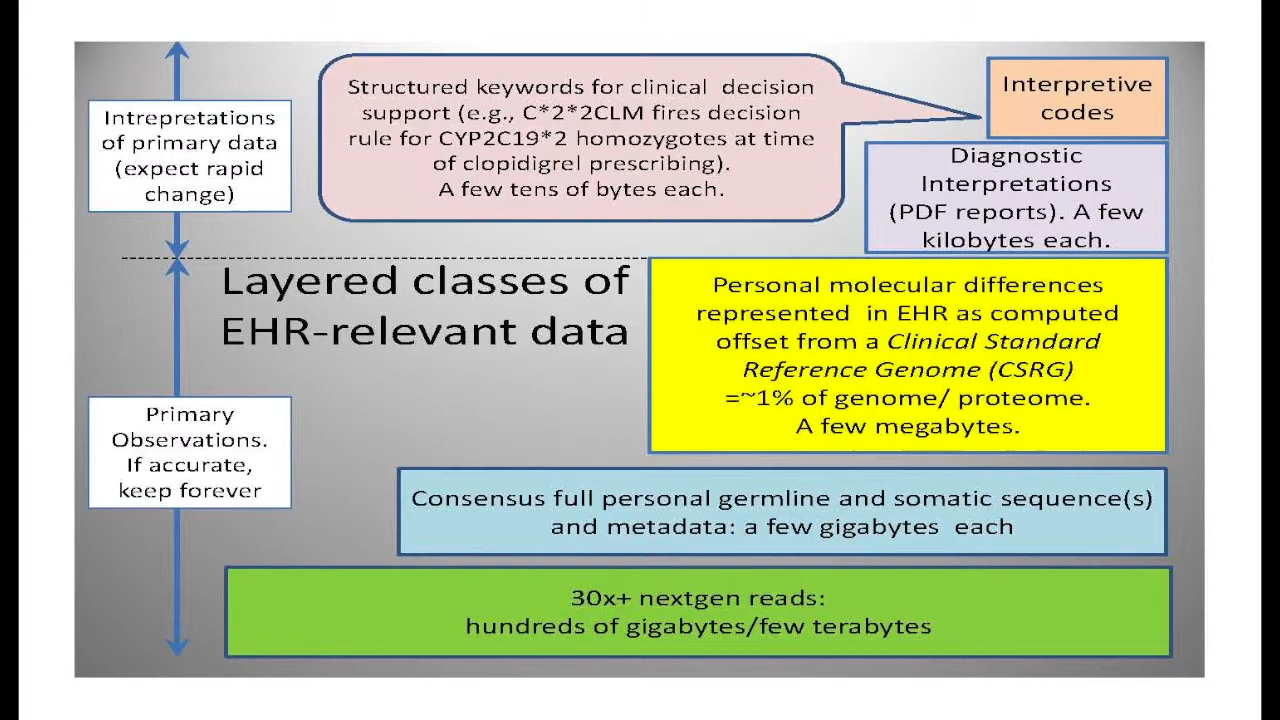 Intrepretations
of primary data
(expect rapid
change)
Structured keywords for clinical decision
support (e.g., C*2*2CLM fires decision
rule for CYP2C19*2 homozygotes at time
of clopidigrel prescribing).
A few tens of bytes each.
Interpretive
codes
Diagnostic
Interpretations
(PDF reports). A few
kilobytes each.
Layered classes of
EHR-relevant data
Personal molecular differences
represented in EHR as computed
offset from a Clinical Standard
Reference Genome (CSRG)
=~1% of genome/ proteome.
A few megabytes.
Primary
Observations.
If accurate,
keep forever
Consensus full personal germline and somatic sequence(s)
and metadata: a few gigabytes each
30x+ nextgen reads:
hundreds of gigabytes/few terabytes